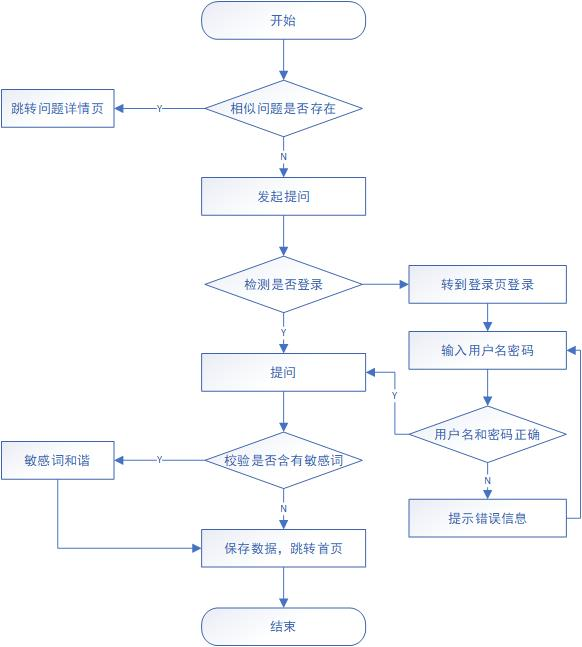 开始
相似问题是否存在
Y
跳转问题详情页
N
发起提问
检测是否登录
转到登录页登录
Y
输入用户名密码
提问
Y
用户名和密码正确
校验是否含有敏感词
Y
敏感词和谐
N
提示错误信息
N
保存数据，跳转首页
结束